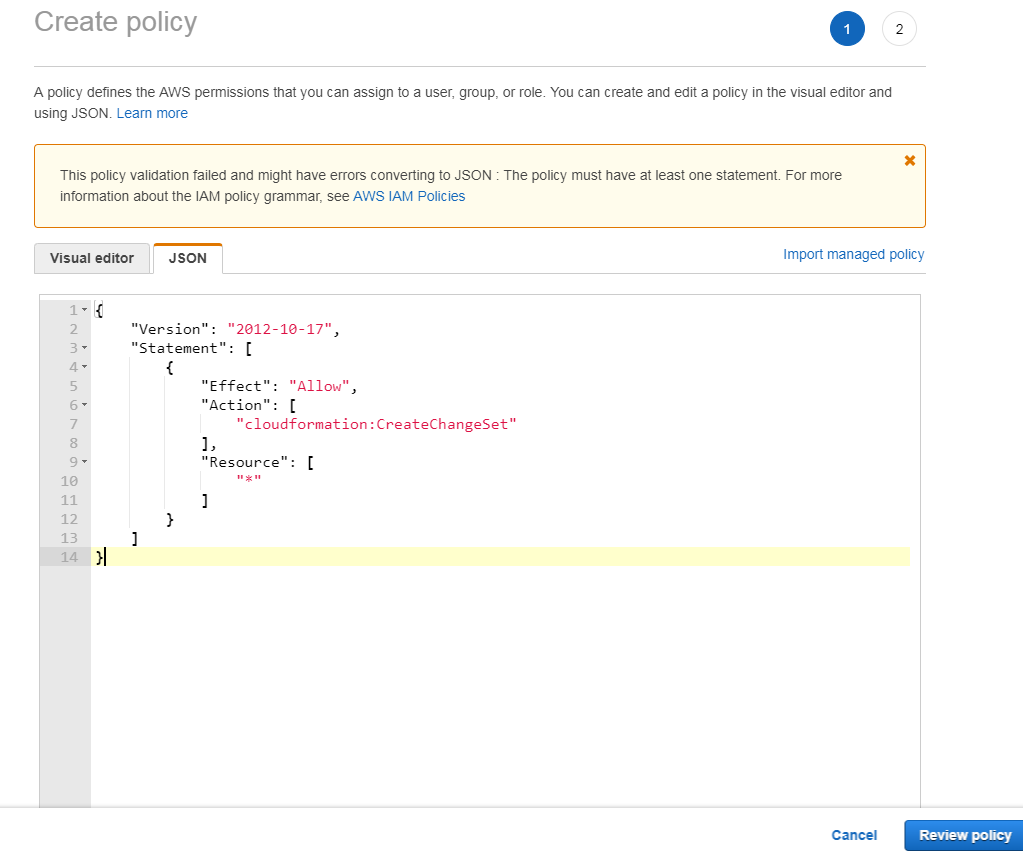 Create policy
1
2
A policy defines the AWS permissions that you can assign to a user, group, or role. You can create and edit a policy in the visual editor and
using JSON. Learn more
This policy validation failed and might have errors converting to JSON : The policy must have at least one statement. For more
information about the IAM policy grammar, see AWS IAM Policies
Visual editor
JSON
Import managed policy
1 {
2     "Version": "2012-10-17",
3     "Statement": [
4         {
5             "Effect": "Allow",
6             "Action": [
7                 "cloudformation:CreateChangeSet"
8             ],
9             "Resource": [
10                 "*"
11             ]
12         }
13     ]
14 }
Cancel
Review policy